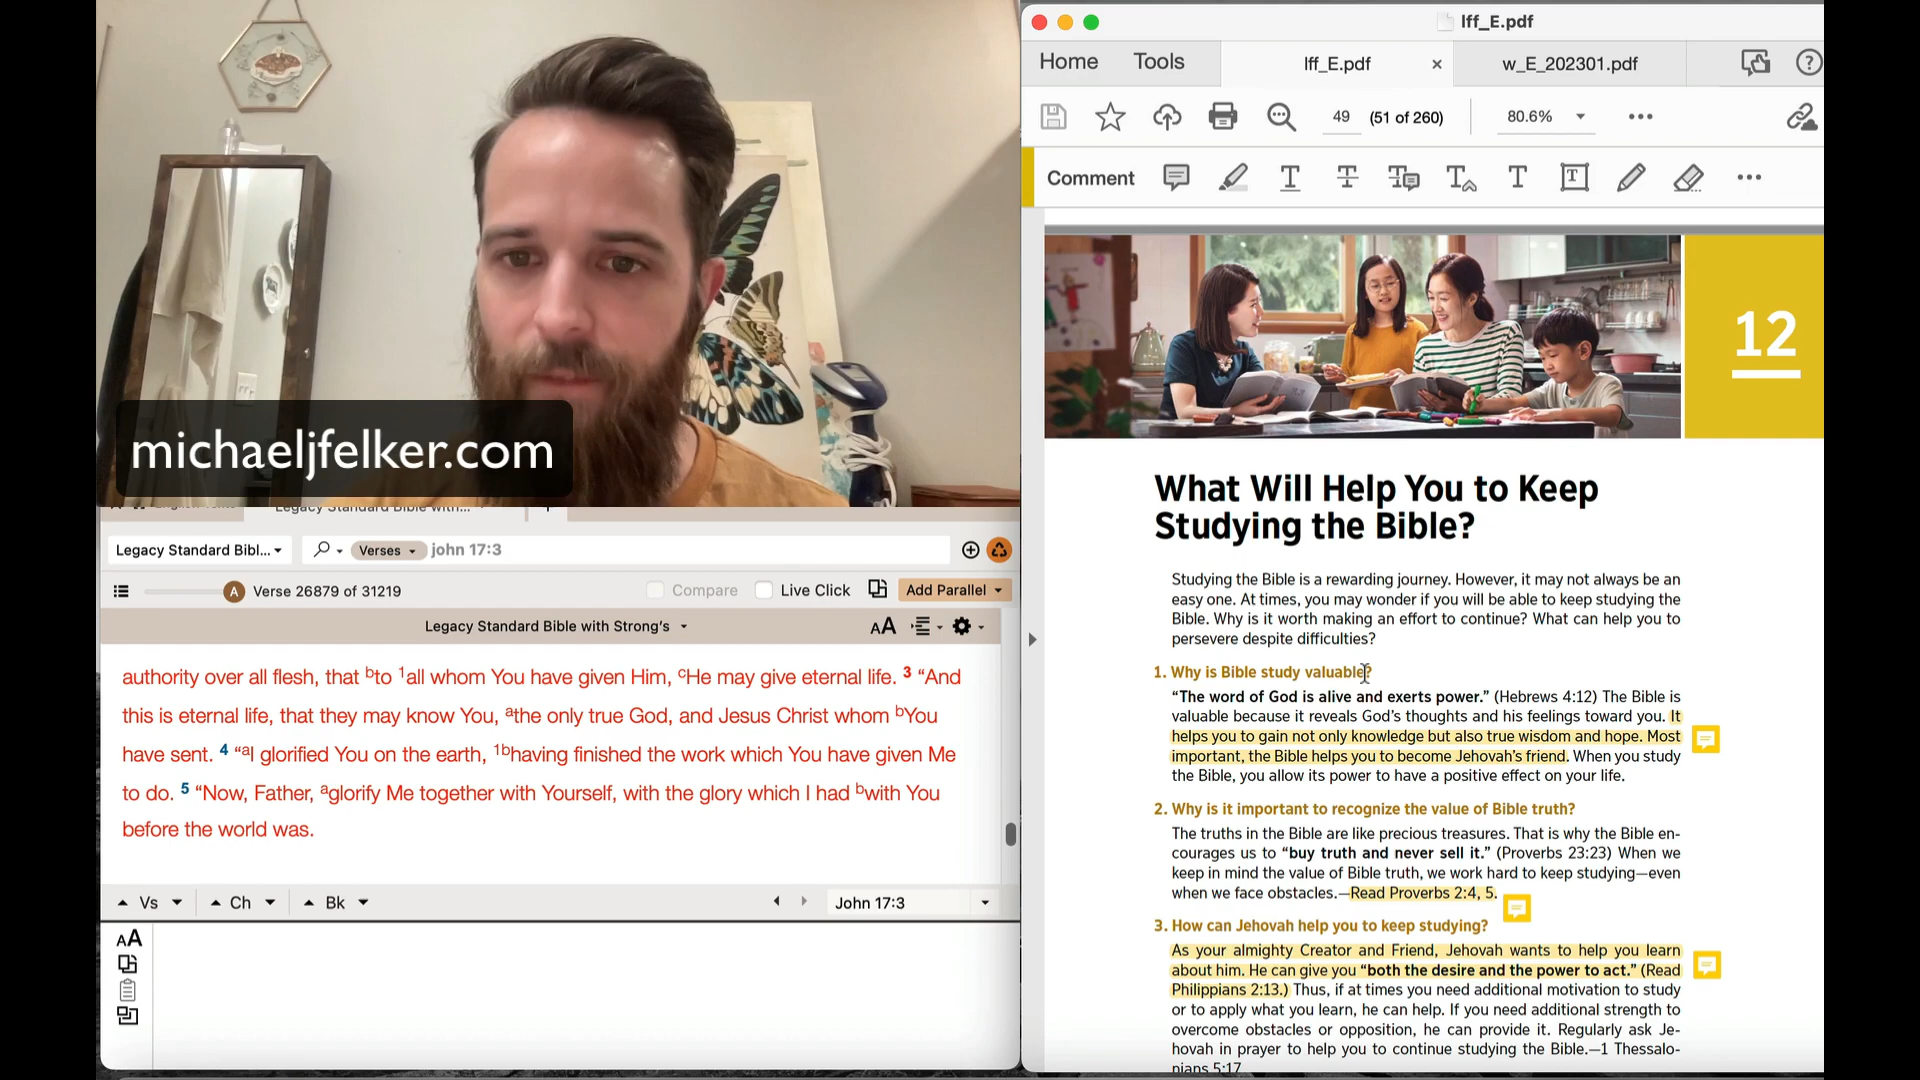 michaeljfelker.com
Legacy Standard Bible with...
Legacy Standard Bibl...
Verses
john 17:3
A
Verse 26879 of 31219
Compare
Live Click
Add Parallel
Legacy Standard Bible with Strong's
AA
authority over all flesh, that bto 1all whom You have given Him, cHe may give eternal life. 3 “And
this is eternal life, that they may know You, athe only true God, and Jesus Christ whom bYou
have sent. 4 “aI glorified You on the earth, 1bhaving finished the work which You have given Me
to do. 5 “Now, Father, aglorify Me together with Yourself, with the glory which I had bwith You
before the world was.
Vs
Ch
Bk
John 17:3
AA
lff_E.pdf
Home
Tools
lff_E.pdf
w_E_202301.pdf
49
(51 of 260)
80.6%
Comment
12
What Will Help You to Keep
Studying the Bible?
Studying the Bible is a rewarding journey. However, it may not always be an
easy one. At times, you may wonder if you will be able to keep studying the
Bible. Why is it worth making an effort to continue? What can help you to
persevere despite difficulties?
1. Why is Bible study valuable?
“The word of God is alive and exerts power.” (Hebrews 4:12) The Bible is
valuable because it reveals God’s thoughts and his feelings toward you. It
helps you to gain not only knowledge but also true wisdom and hope. Most
important, the Bible helps you to become Jehovah’s friend. When you study
the Bible, you allow its power to have a positive effect on your life.
2. Why is it important to recognize the value of Bible truth?
The truths in the Bible are like precious treasures. That is why the Bible en-
courages us to “buy truth and never sell it.” (Proverbs 23:23) When we
keep in mind the value of Bible truth, we work hard to keep studying—even
when we face obstacles.—Read Proverbs 2:4, 5.
3. How can Jehovah help you to keep studying?
As your almighty Creator and Friend, Jehovah wants to help you learn
about him. He can give you “both the desire and the power to act.” (Read
Philippians 2:13.) Thus, if at times you need additional motivation to study
or to apply what you learn, he can help. If you need additional strength to
overcome obstacles or opposition, he can provide it. Regularly ask Je-
hovah in prayer to help you to continue studying the Bible.—1 Thessalo-
nians 5:17